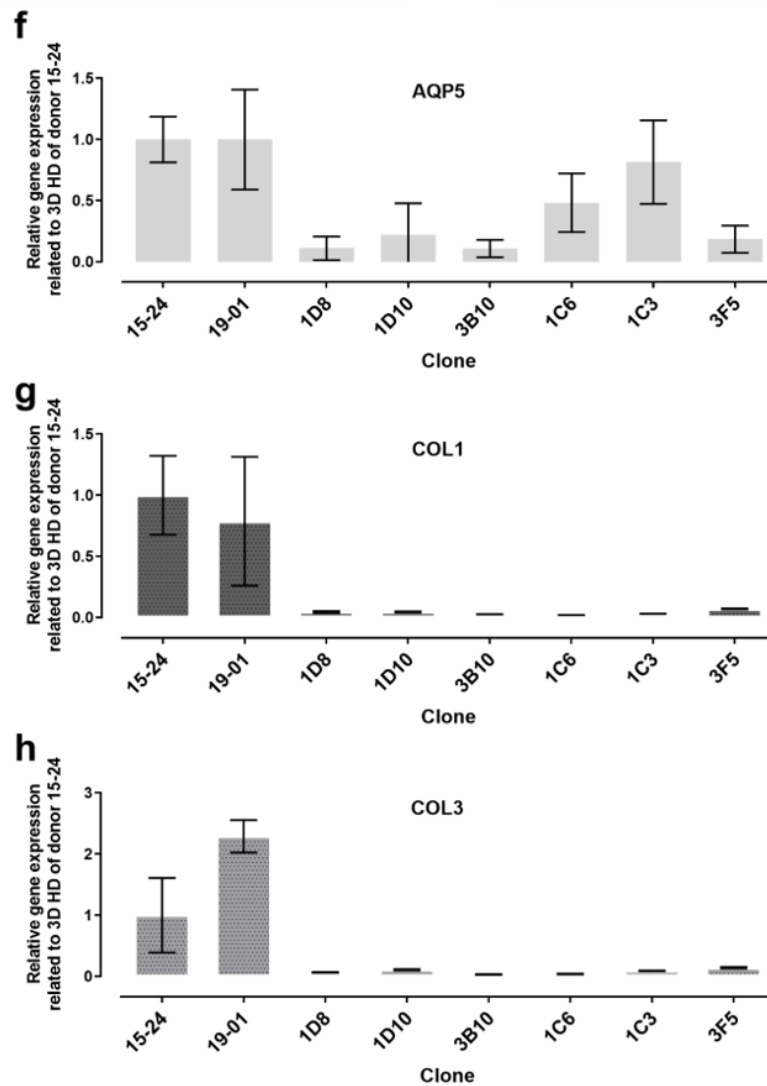 f
AQP5
Relative gene expression
related to 3D HD of donor 15-24
1.5
1.0
0.5
0.0
15-24
19-01
1D8
1D10
3B10
1C6
1C3
3F5
Clone
g
COL1
Relative gene expression
related to 3D HD of donor 15-24
1.5
1.0
0.5
0.0
15-24
19-01
1D8
1D10
3B10
1C6
1C3
3F5
Clone
h
COL3
Relative gene expression
related to 3D HD of donor 15-24
3
2
1
0
15-24
19-01
1D8
1D10
3B10
1C6
1C3
3F5
Clone